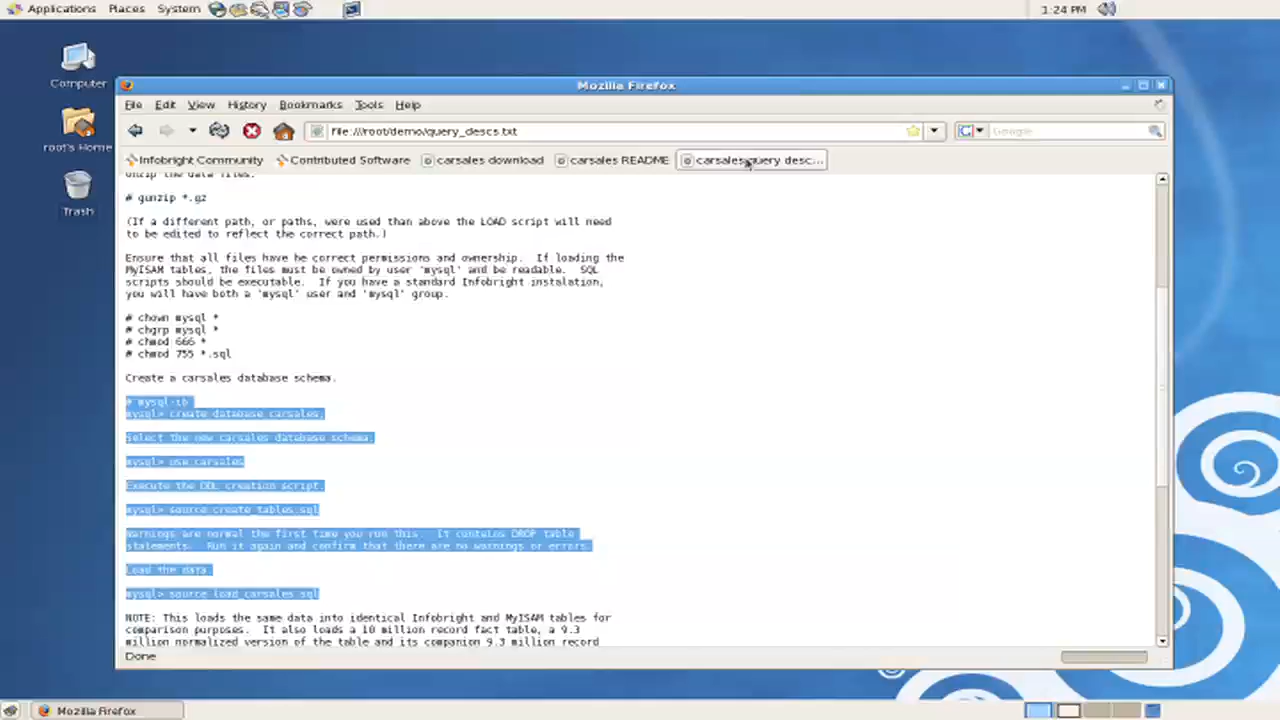 Applications Places System
1:24 PM
Computer
root's Home
Trash
Mozilla Firefox
File Edit View History Bookmarks Tools Help
file:///root/demo/query_descs.txt
Google
Infobright Community Contributed Software carsales download carsales README carsales query desc...
unzip the data files.
# gunzip *.gz
(If a different path, or paths, were used than above the LOAD script will need
to be edited to reflect the correct path.)
Ensure that all files have he correct permissions and ownership. If loading the
MyISAM tables, the files must be owned by user 'mysql' and be readable. SQL
scripts should be executable. If you have a standard Infobright instalation,
you will have both a 'mysql' user and 'mysql' group.
# chown mysql *
# chgrp mysql *
# chmod 666 *
# chmod 755 *.sql
Create a carsales database schema.
# mysql-ib
mysql> create database carsales;
Select the new carsales database schema.
mysql> use carsales
Execute the DDL creation script.
mysql> source create_tables.sql
Warnings are normal the first time you run this. It contains DROP table
statements. Run it again and confirm that there are no warnings or errors.
Load the data.
mysql> source load_carsales.sql
NOTE: This loads the same data into identical Infobright and MyISAM tables for
comparison purposes. It also loads a 10 million record fact table, a 9.3
million normalized version of the table and its companion 9.3 million record
Done
Mozilla Firefox